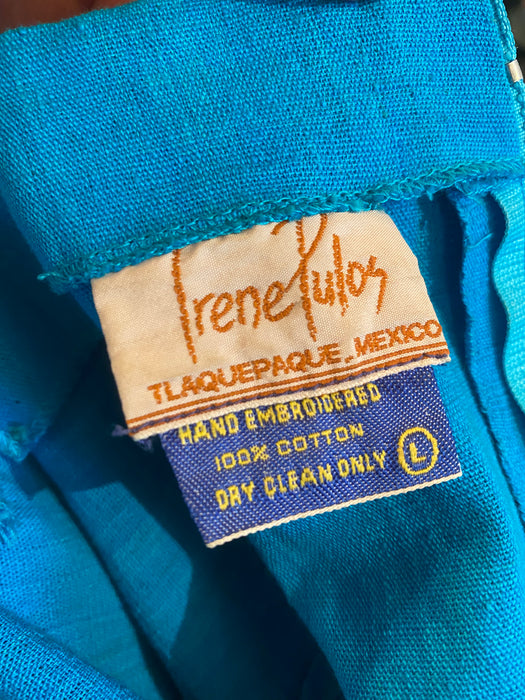 Irene Pulos
TLAQUEPAQUE, MEXICO
HAND EMBROIDERED
100% COTTON
DRY CLEAN ONLY L